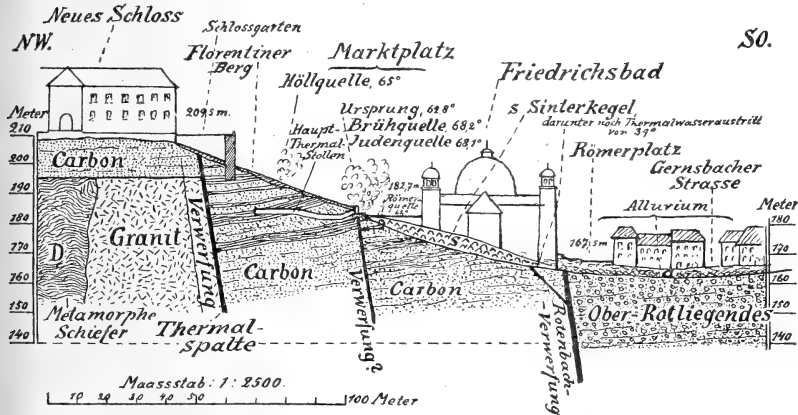 Neues Schloss
NW.
SO.
Schlossgarten
Florentiner
Berg
Marktplatz
Höllquelle, 65°
Friedrichsbad
Ursprung, 61.8°
Brühquelle, 68,2°
Judenquelle 68,1°
s Sinterkegel,
darunter noch Thermalwasseraustritt
von 39°
Haupt-
Thermal-
Stollen
Römerplatz
Gernsbacher
Strasse
Alluvium
Meter
210
200
190
180
170
160
150
140
209,5 m.
182,7 m
Römer-
quelle
167,5 m
Meter
180
170
160
150
140
Carbon
D
Granit
Verwerfung
Carbon
s
Verwerfung?
Carbon
Metamorphe
Schiefer
Thermal-
spalte
Rotenbach-
-Verwerfung
Ober-Rotliegendes
Maassstab: 1: 2500.
10 20 30 40 50 100 Meter